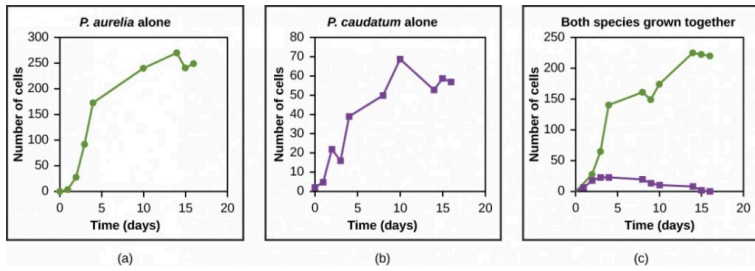 P. aurelia alone
300
250
200
150
100
50
0
Number of cells
0 5 10 15 20
Time (days)
(a)
P. caudatum alone
80
70
60
50
40
30
20
10
0
Number of cells
0 5 10 15 20
Time (days)
(b)
Both species grown together
250
200
150
100
50
0
Number of cells
0 5 10 15 20
Time (days)
(c)